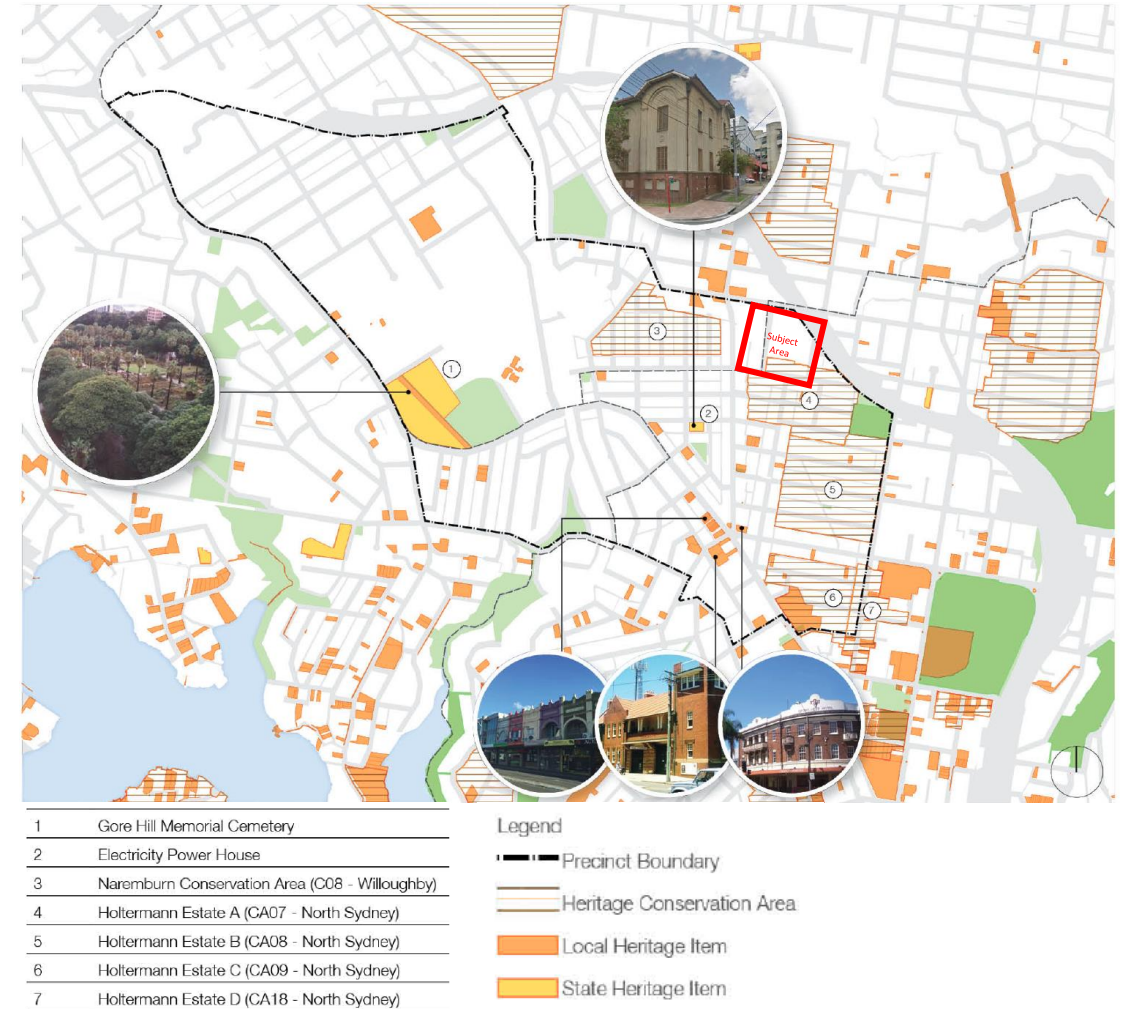 Subject
Area
3
1
4
2
5
6
7
1 Gore Hill Memorial Cemetery
2 Electricity Power House
3 Naremburn Conservation Area (C08 - Willoughby)
4 Holtermann Estate A (CA07 - North Sydney)
5 Holtermann Estate B (CA08 - North Sydney)
6 Holtermann Estate C (CA09 - North Sydney)
7 Holtermann Estate D (CA18 - North Sydney)
Legend
Precinct Boundary
Heritage Conservation Area
Local Heritage Item
State Heritage Item